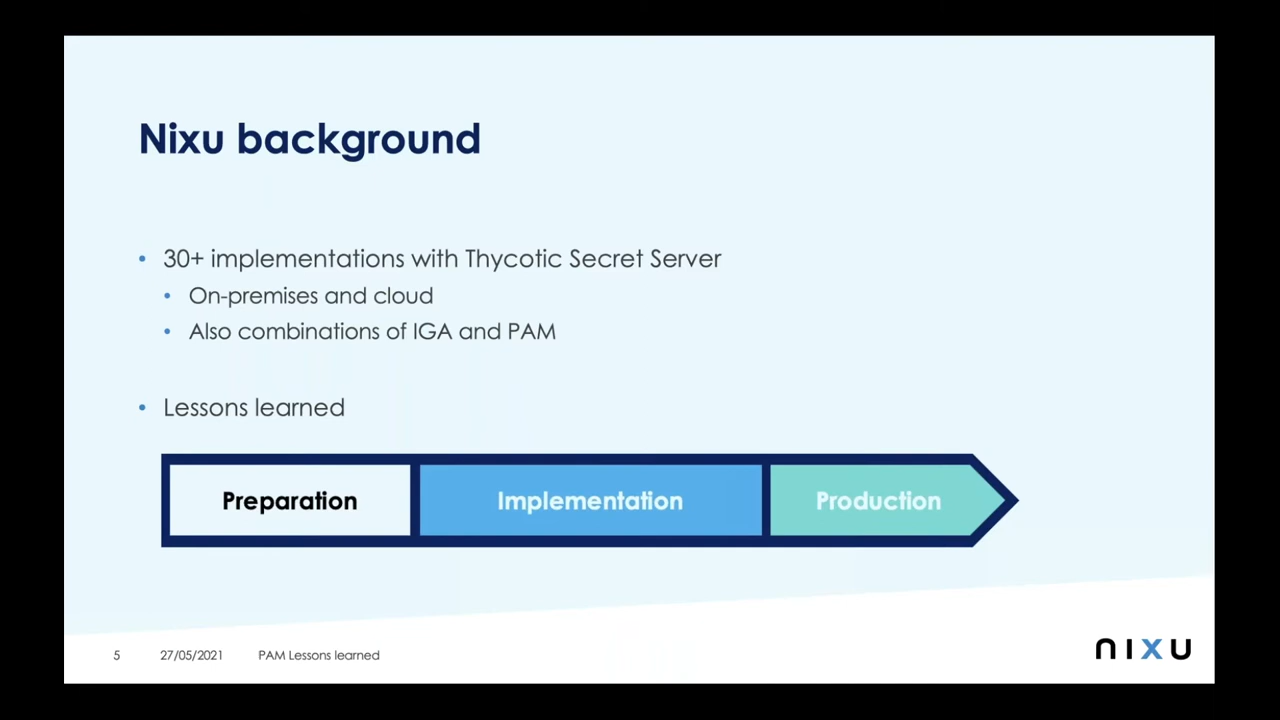 Nixu background
• 30+ implementations with Thycotic Secret Server
• On-premises and cloud
• Also combinations of IGA and PAM
• Lessons learned
Preparation Implementation Production
5 27/05/2021 PAM Lessons learned
NIXU